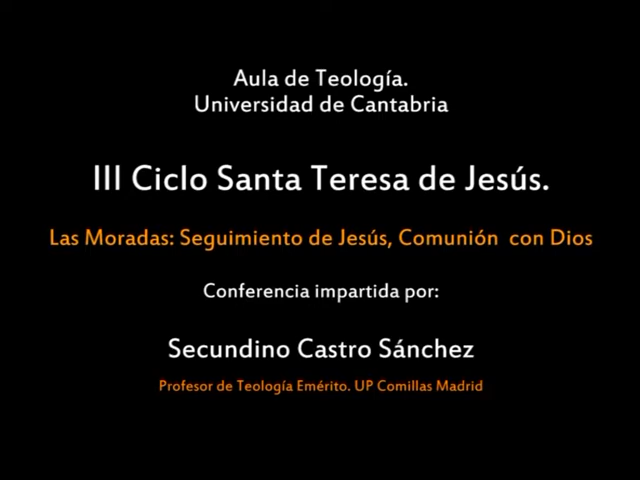 Aula de Teología.
Universidad de Cantabria
III Ciclo Santa Teresa de Jesús.
Las Moradas: Seguimiento de Jesús, Comunión con Dios
Conferencia impartida por:
Secundino Castro Sánchez
Profesor de Teología Emérito. UP Comillas Madrid